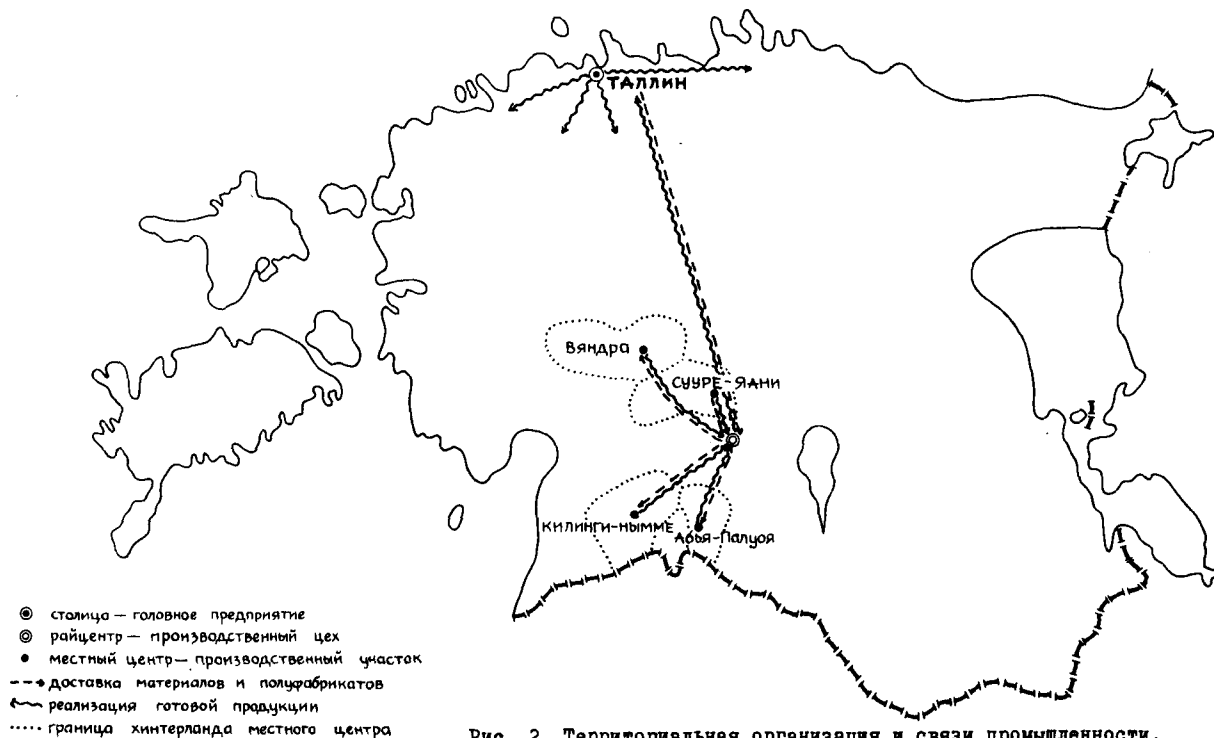 ТАЛЛИН
ВЯНДРА
СУУРЕ-ЯАНИ
КИЛИНГИ-НЫММЕ
АБЬЯ-ПАЛУОЯ
столица — головное предприятие
райцентр — производственный цех
местный центр — производственный участок
доставка материалов и полуфабрикатов
реализация готовой продукции
граница хинтерланда местного центра
Рис. 2. Территориальная организация и связи промышленности.